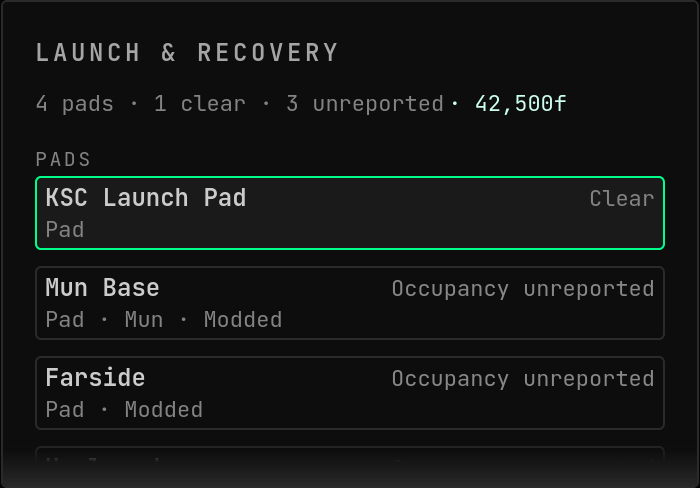 LAUNCH & RECOVERY
4 pads · 1 clear · 3 unreported · 42,500f
PADS
KSC Launch Pad Clear
Pad
Mun Base Occupancy unreported
Pad · Mun · Modded
Farside Occupancy unreported
Pad · Modded